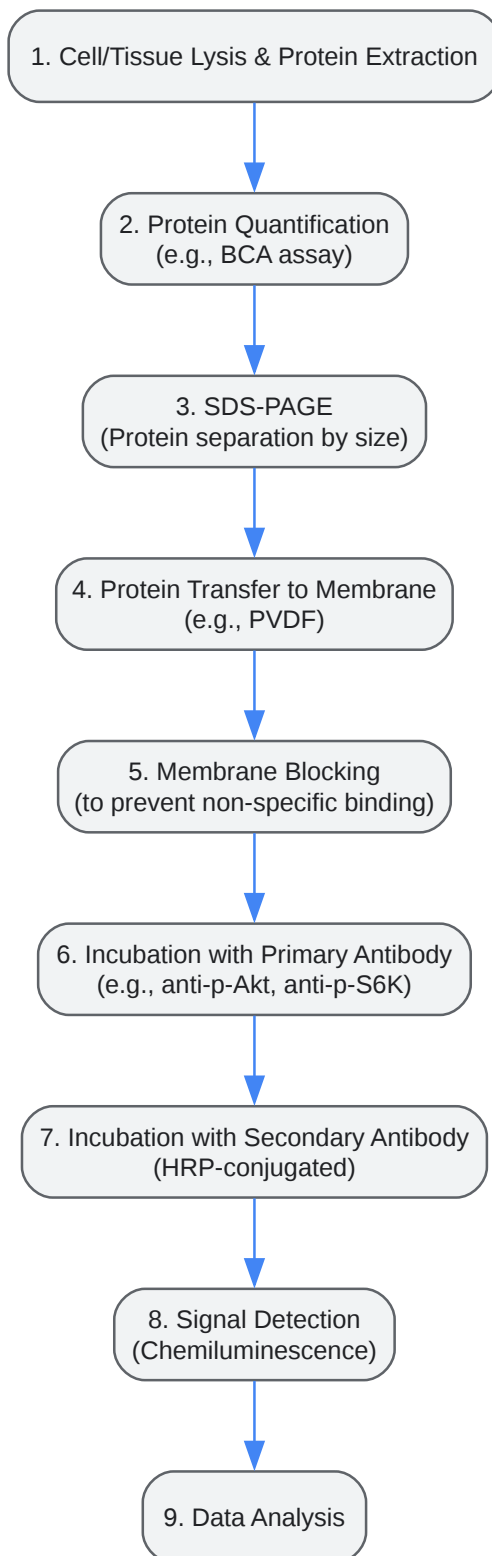 1. Cell/Tissue Lysis & Protein Extraction
2. Protein Quantification
(e.g., BCA assay)
3. SDS-PAGE
(Protein separation by size)
4. Protein Transfer to Membrane
(e.g., PVDF)
5. Membrane Blocking
(to prevent non-specific binding)
6. Incubation with Primary Antibody
(e.g., anti-p-Akt, anti-p-S6K)
7. Incubation with Secondary Antibody
(HRP-conjugated)
8. Signal Detection
(Chemiluminescence)
9. Data Analysis